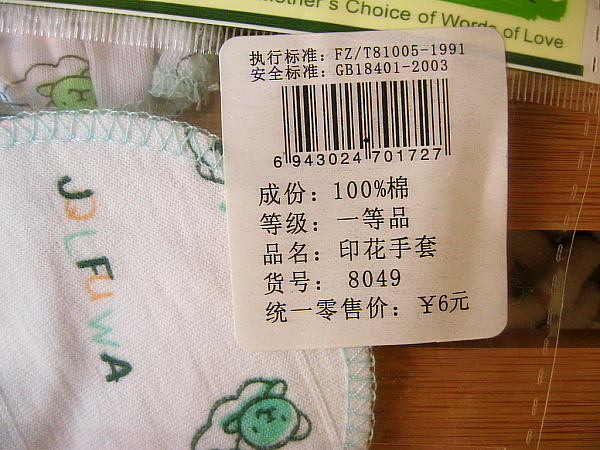 Mother's Choice of Words of Love
执行标准：FZ/T81005-1991
安全标准：GB18401-2003
6 943024 701727
成份：100%棉
等级：一等品
品名：印花手套
货号：8049
统一零售价：￥6元
JDLFUWA